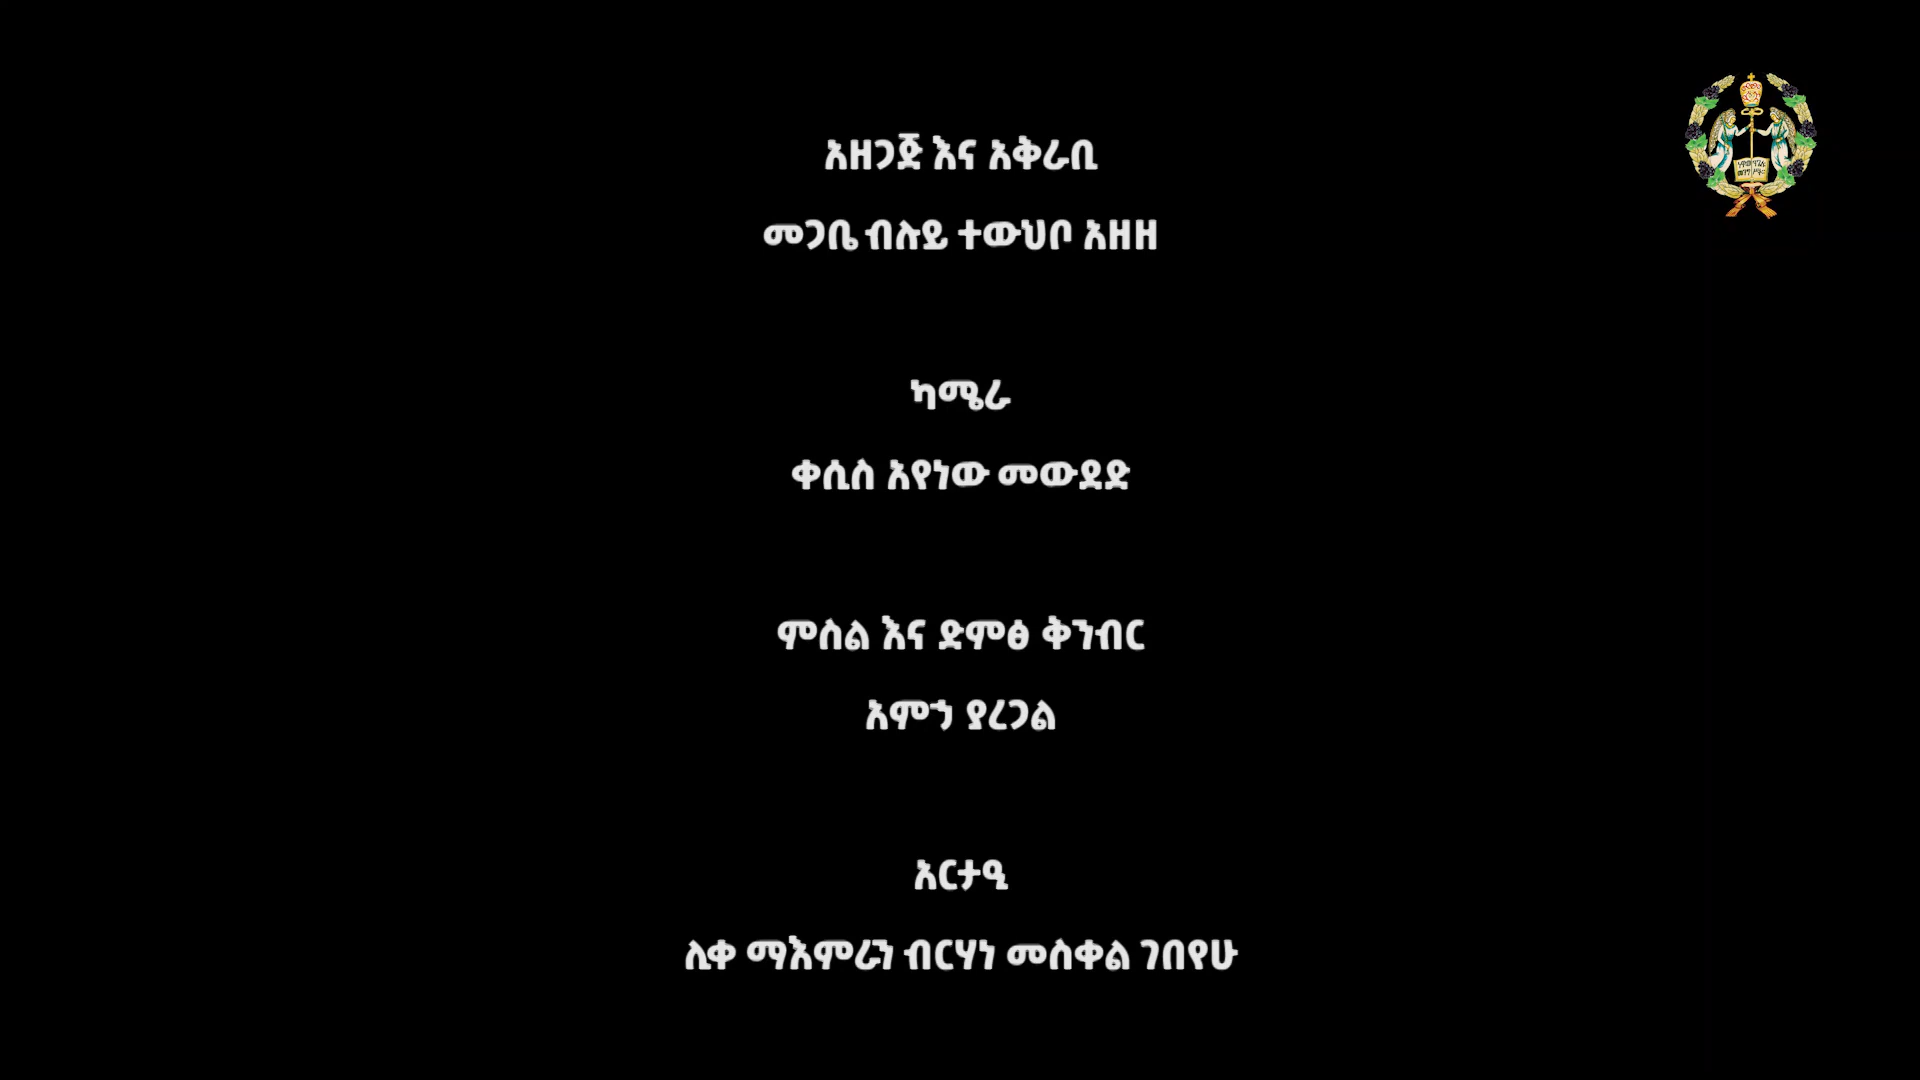 አዘጋጅ እና አቅራቢ
መጋቤ ብሉይ ተውህቦ አዘዘ
ካሜራ
ቀሲስ አየነው መውደድ
ምስል እና ድምፅ ቅንብር
አምኃ ያረጋል
አርታዒ
ሊቀ ማእምራን ብርሃነ መስቀል ገበየሁ